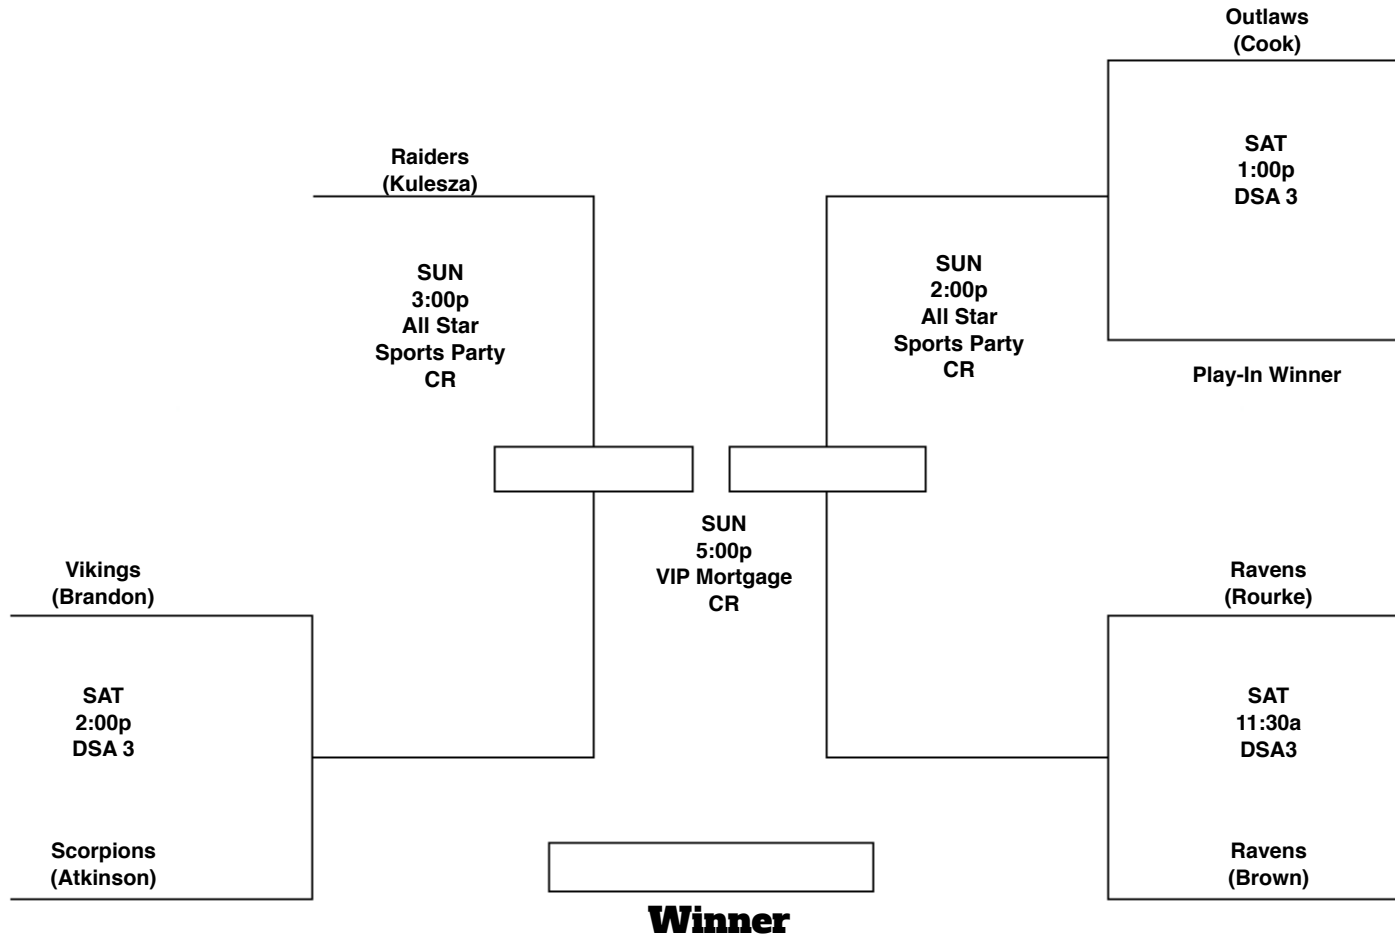 Outlaws
(Cook)
SAT
1:00p
DSA 3
Play-In Winner
Raiders
(Kulesza)
SUN
3:00p
All Star
Sports Party
CR
SUN
2:00p
All Star
Sports Party
CR
SUN
5:00p
VIP Mortgage
CR
Vikings
(Brandon)
SAT
2:00p
DSA 3
Scorpions
(Atkinson)
Ravens
(Rourke)
SAT
11:30a
DSA3
Ravens
(Brown)
Winner